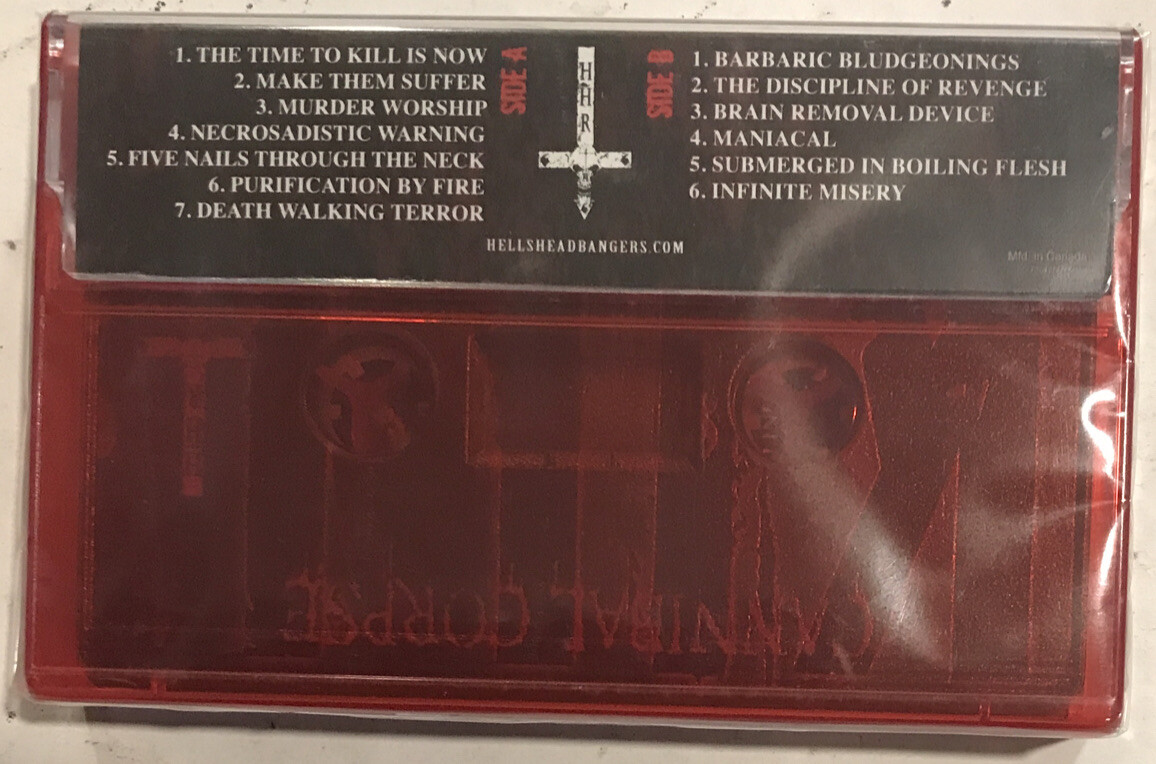 1. THE TIME TO KILL IS NOW
2. MAKE THEM SUFFER
3. MURDER WORSHIP
4. NECROSADISTIC WARNING
5. FIVE NAILS THROUGH THE NECK
6. PURIFICATION BY FIRE
7. DEATH WALKING TERROR
SIDE A
HHR
SIDE B
1. BARBARIC BLUDGEONINGS
2. THE DISCIPLINE OF REVENGE
3. BRAIN REMOVAL DEVICE
4. MANIACAL
5. SUBMERGED IN BOILING FLESH
6. INFINITE MISERY
HELLSHEADBANGERS.COM
Mfd. in Canada
CANNIBAL CORPSE